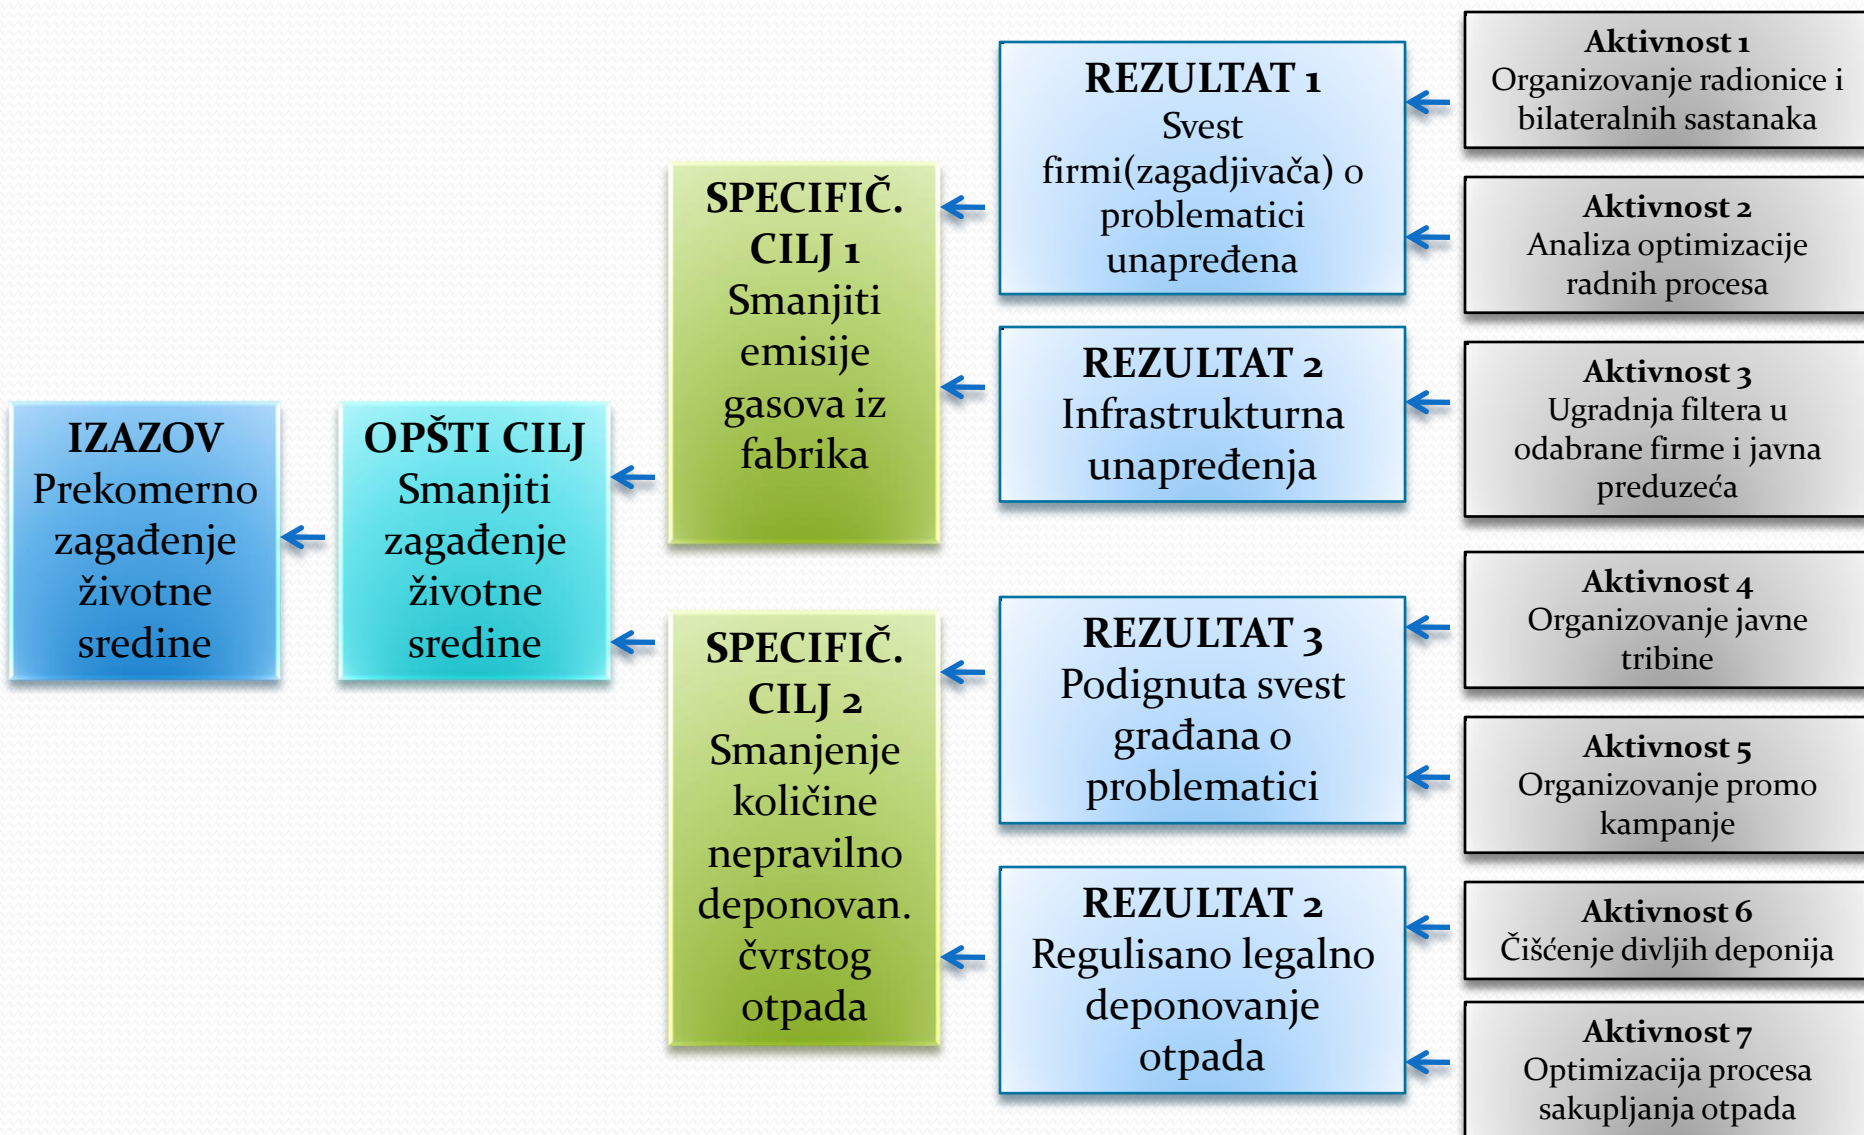 IZAZOV
Prekomerno
zagađenje
životne
sredine
OPŠTI CILJ
Smanjiti
zagađenje
životne
sredine
SPECIFIČ.
CILJ 1
Smanjiti
emisije
gasova iz
fabrika
SPECIFIČ.
CILJ 2
Smanjenje
količine
nepravilno
deponovan.
čvrstog
otpada
REZULTAT 1
Svest
firmi(zagadjivača) o
problematici
unapređena
REZULTAT 2
Infrastrukturna
unapređenja
REZULTAT 3
Podignuta svest
građana o
problematici
REZULTAT 2
Regulisano legalno
deponovanje
otpada
Aktivnost 1
Organizovanje radionice i
bilateralnih sastanaka
Aktivnost 2
Analiza optimizacije
radnih procesa
Aktivnost 3
Ugradnja filtera u
odabrane firme i javna
preduzeća
Aktivnost 4
Organizovanje javne
tribine
Aktivnost 5
Organizovanje promo
kampanje
Aktivnost 6
Čišćenje divljih deponija
Aktivnost 7
Optimizacija procesa
sakupljanja otpada